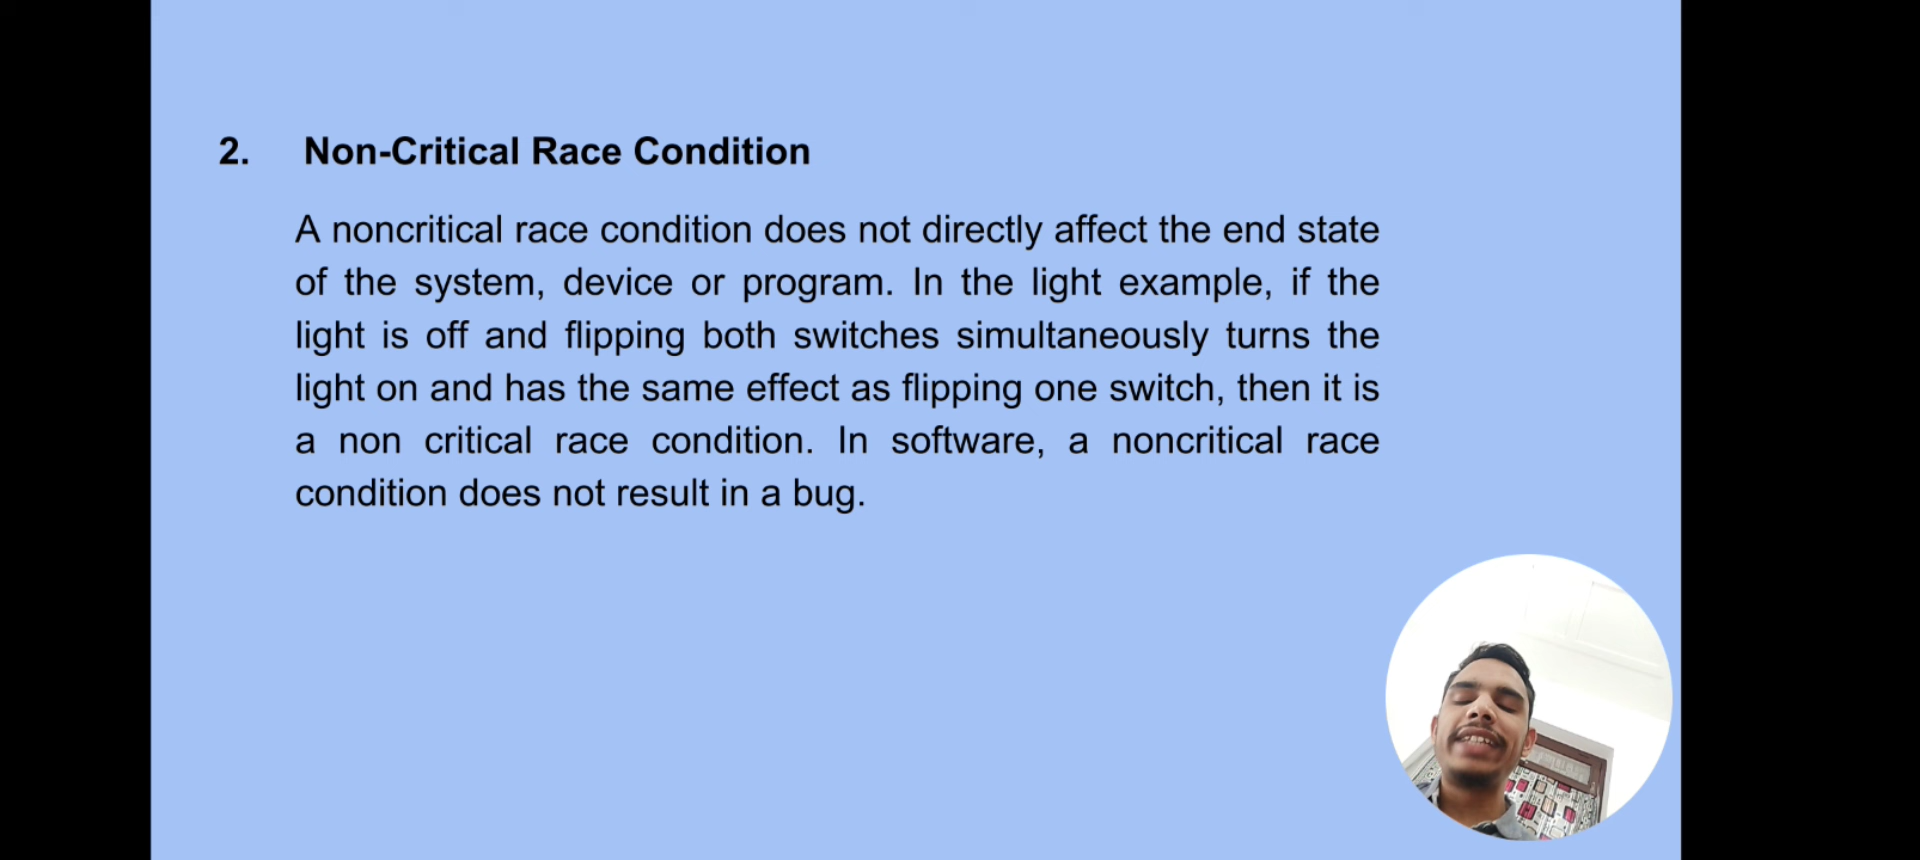 2. Non-Critical Race Condition
A noncritical race condition does not directly affect the end state
of the system, device or program. In the light example, if the
light is off and flipping both switches simultaneously turns the
light on and has the same effect as flipping one switch, then it is
a non critical race condition. In software, a noncritical race
condition does not result in a bug.